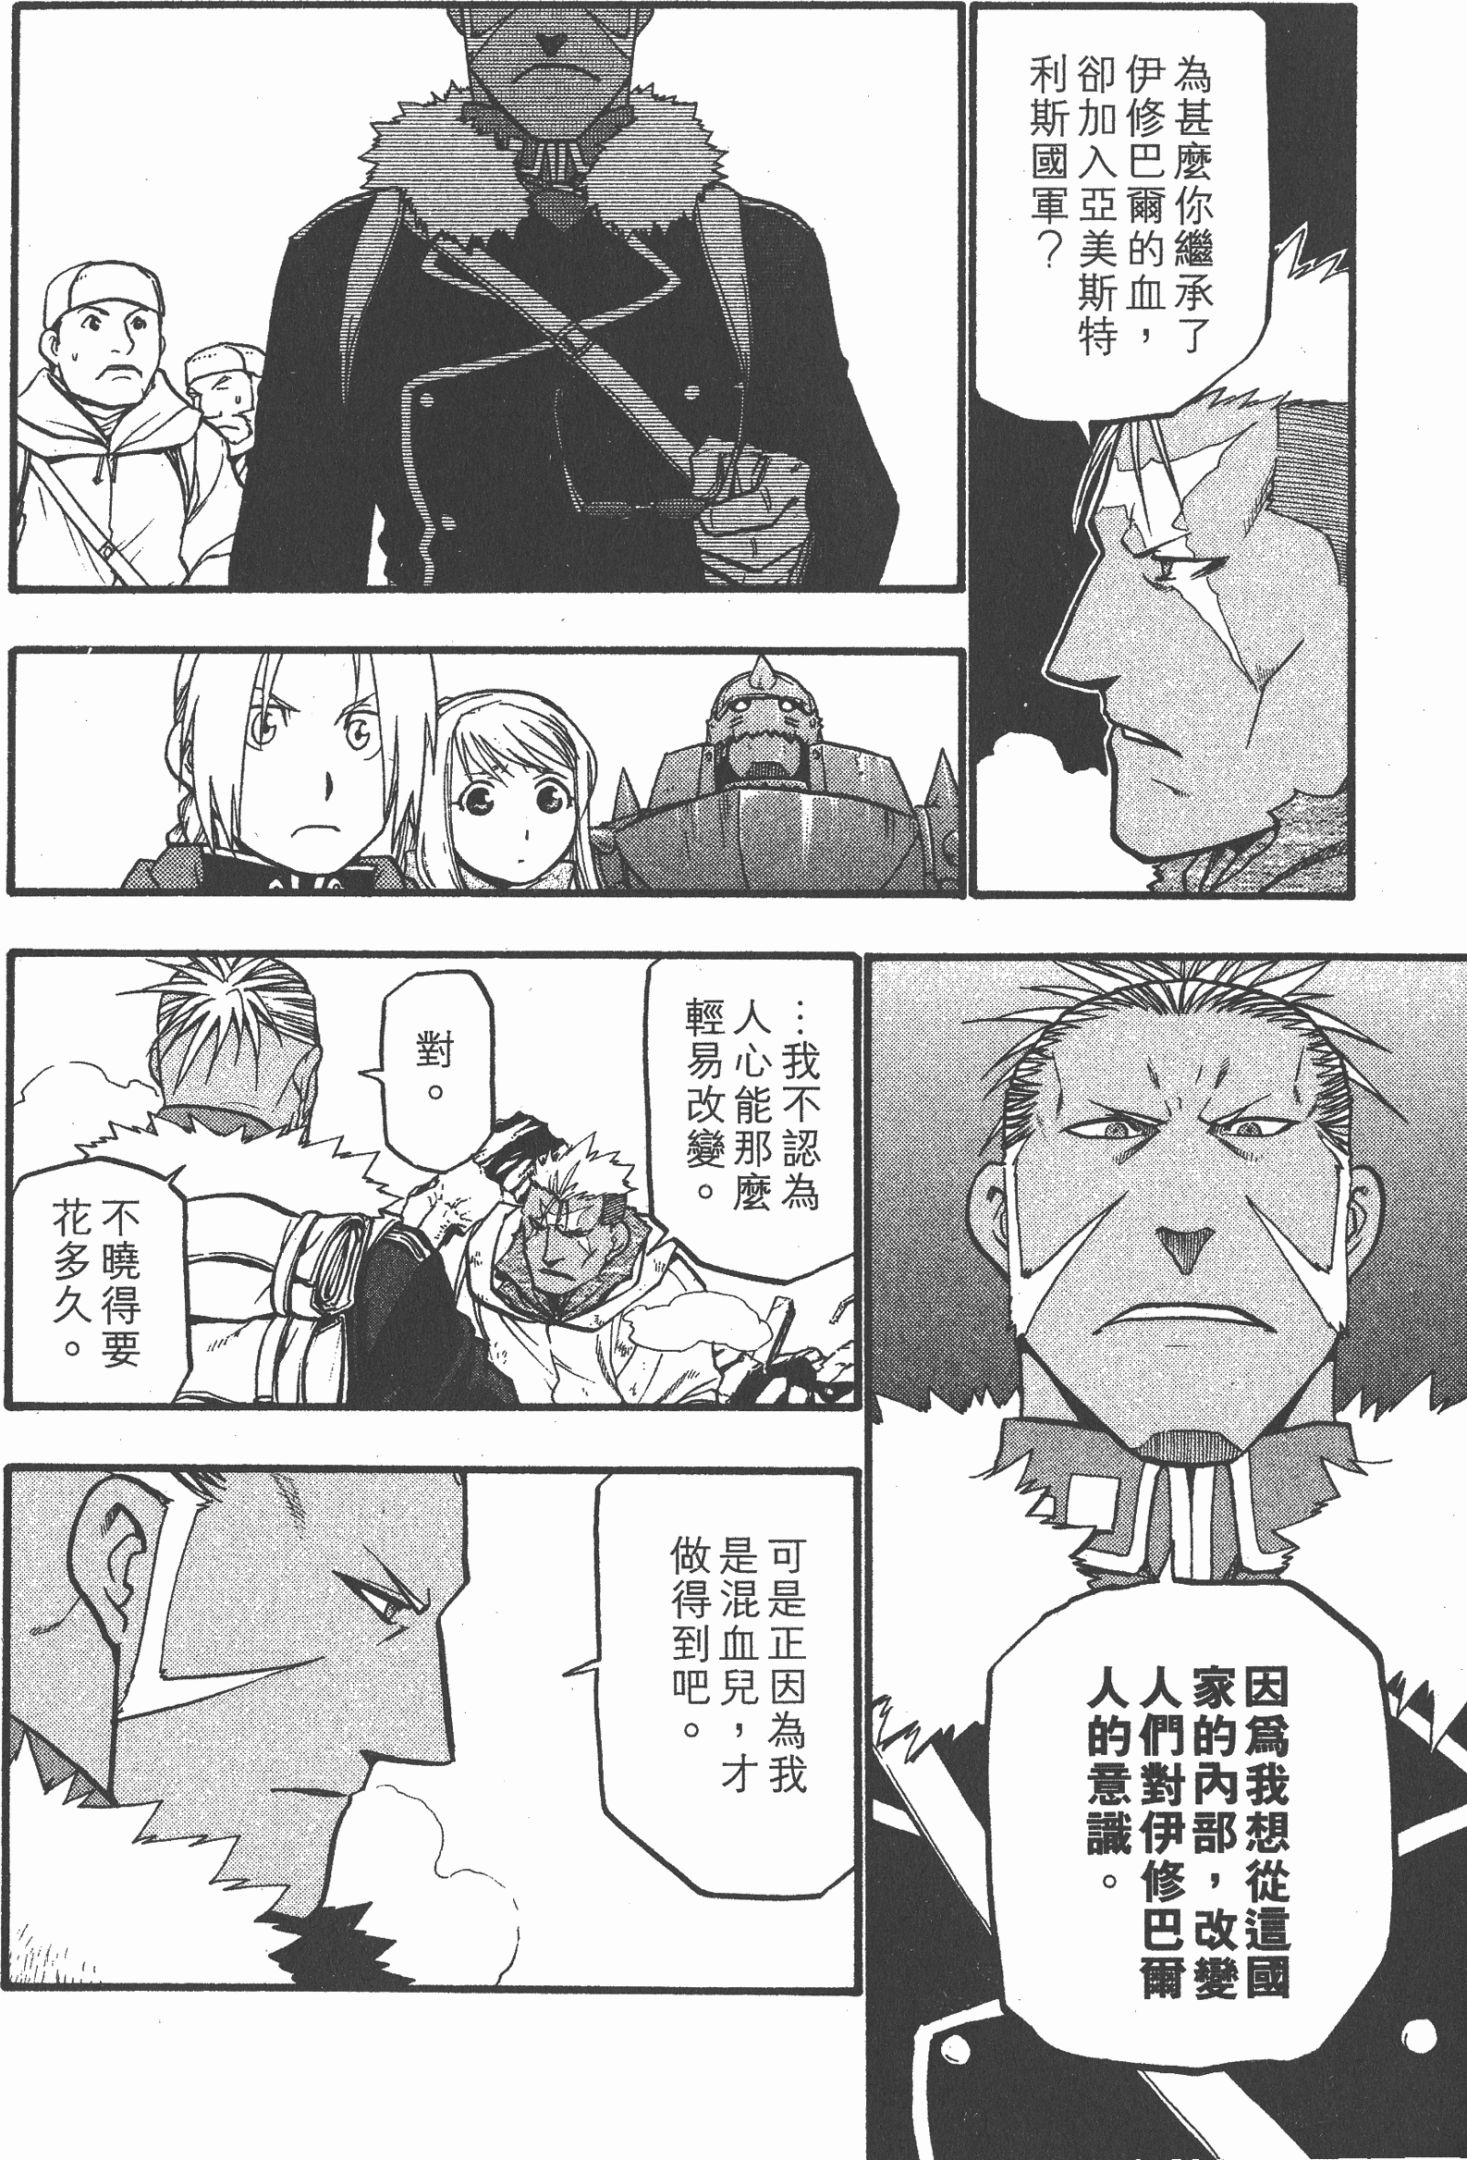 為甚麼你繼承了
伊修巴爾的血，
卻加入亞美斯特
利斯國軍？
因爲我想從這國
家的內部，改變
人們對伊修巴爾
人的意識。
…我不認為
人心能那麼
輕易改變。
對。
不曉得要
花多久。
可是正因為我
是混血兒，才
做得到吧。